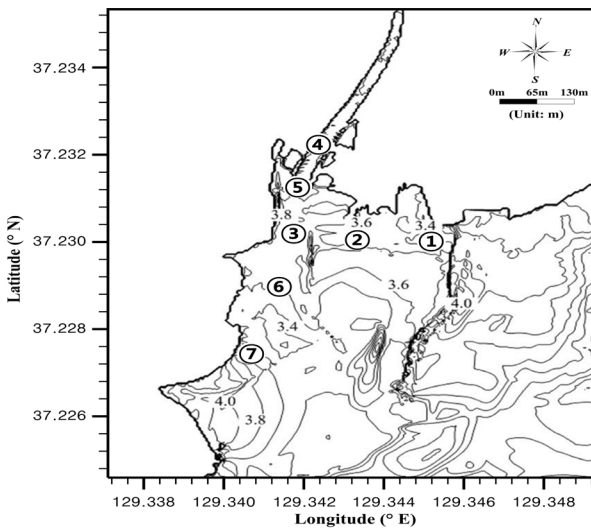 N
W E
S
0m 65m 130m
(Unit: m)
37.234
37.232
37.230
37.228
37.226
Latitude (° N)
④
⑤
3.8
3.6
3.4
③
②
①
⑥
3.6
4.0
3.4
⑦
4.0
3.8
129.338 129.340 129.342 129.344 129.346 129.348
Longitude (° E)